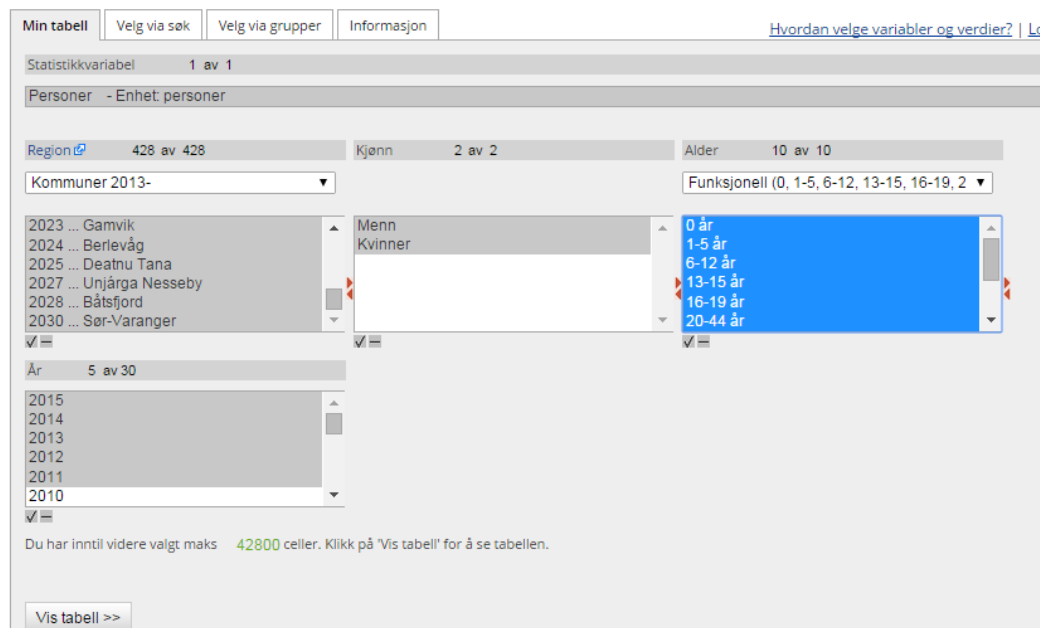 Min tabell Velg via søk Velg via grupper Informasjon
Hvordan velge variabler og verdier? | Lo
Statistikkvariabel 1 av 1
Personer - Enhet: personer
Region 428 av 428 Kjønn 2 av 2 Alder 10 av 10
Kommuner 2013- Funksjonell (0, 1-5, 6-12, 13-15, 16-19, 2
2023 ... Gamvik
2024 ... Berlevåg
2025 ... Deatnu Tana
2027 ... Unjárga Nesseby
2028 ... Båtsfjord
2030 ... Sør-Varanger
Menn
Kvinner
0 år
1-5 år
6-12 år
13-15 år
16-19 år
20-44 år
År 5 av 30
2015
2014
2013
2012
2011
2010
Du har inntil videre valgt maks 42800 celler. Klikk på 'Vis tabell' for å se tabellen.
Vis tabell >>